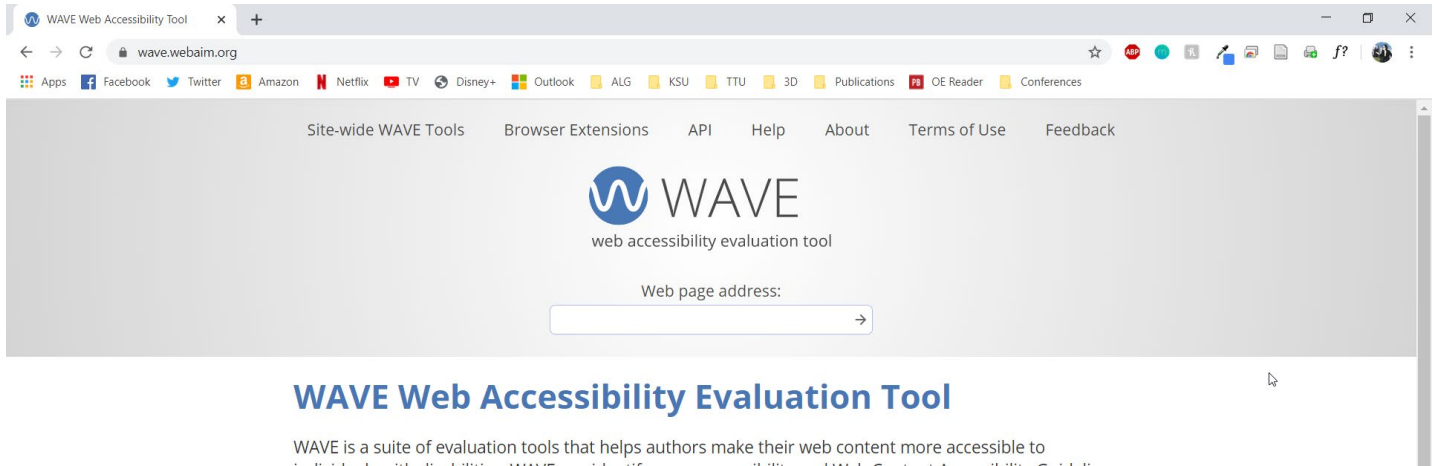 WAVE Web Accessibility Tool
wave.webaim.org
ABP
f?
Apps Facebook Twitter Amazon Netflix TV Disney+ Outlook ALG KSU TTU 3D Publications PB OE Reader Conferences
Site-wide WAVE Tools Browser Extensions API Help About Terms of Use Feedback
WAVE
web accessibility evaluation tool
Web page address:
WAVE Web Accessibility Evaluation Tool
WAVE is a suite of evaluation tools that helps authors make their web content more accessible to